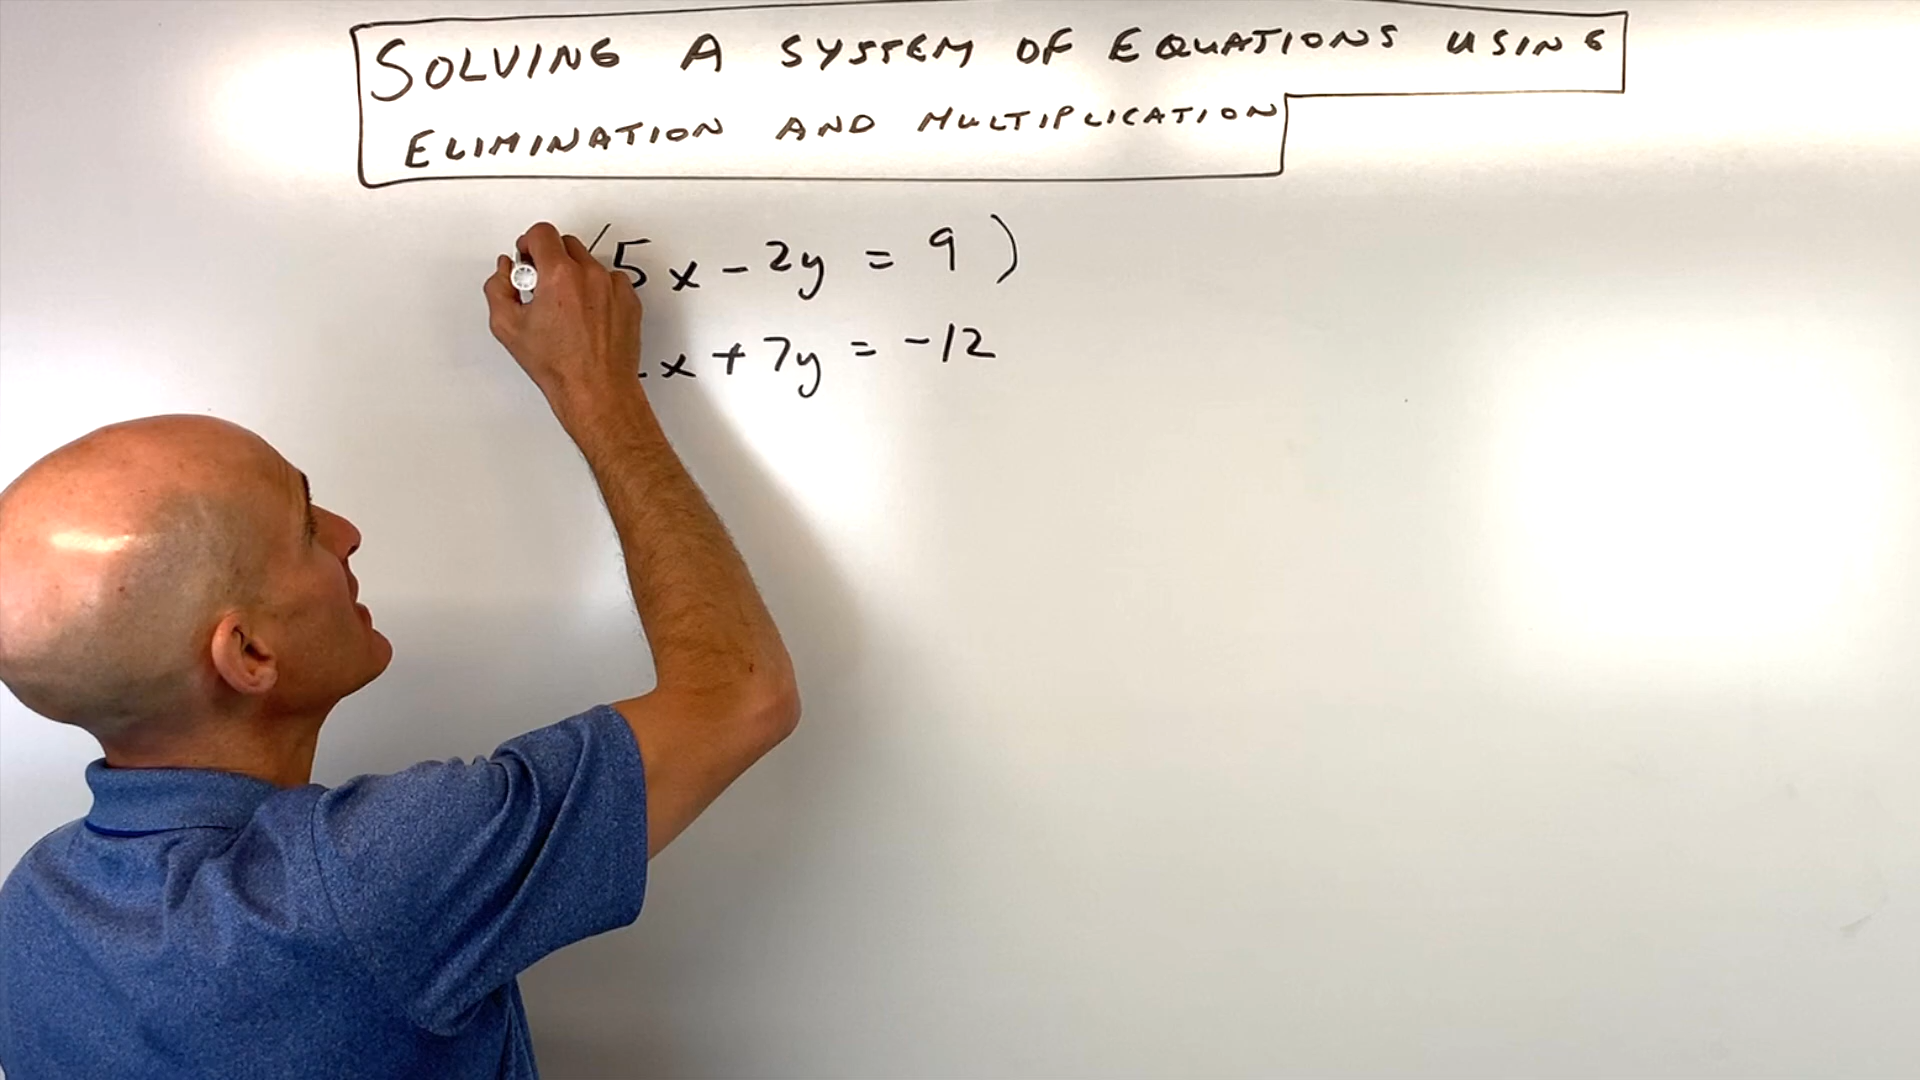 SOLVING A SYSTEM OF EQUATIONS USING
ELIMINATION AND MULTIPLICATION
(5x - 2y = 9)
x + 7y = -12